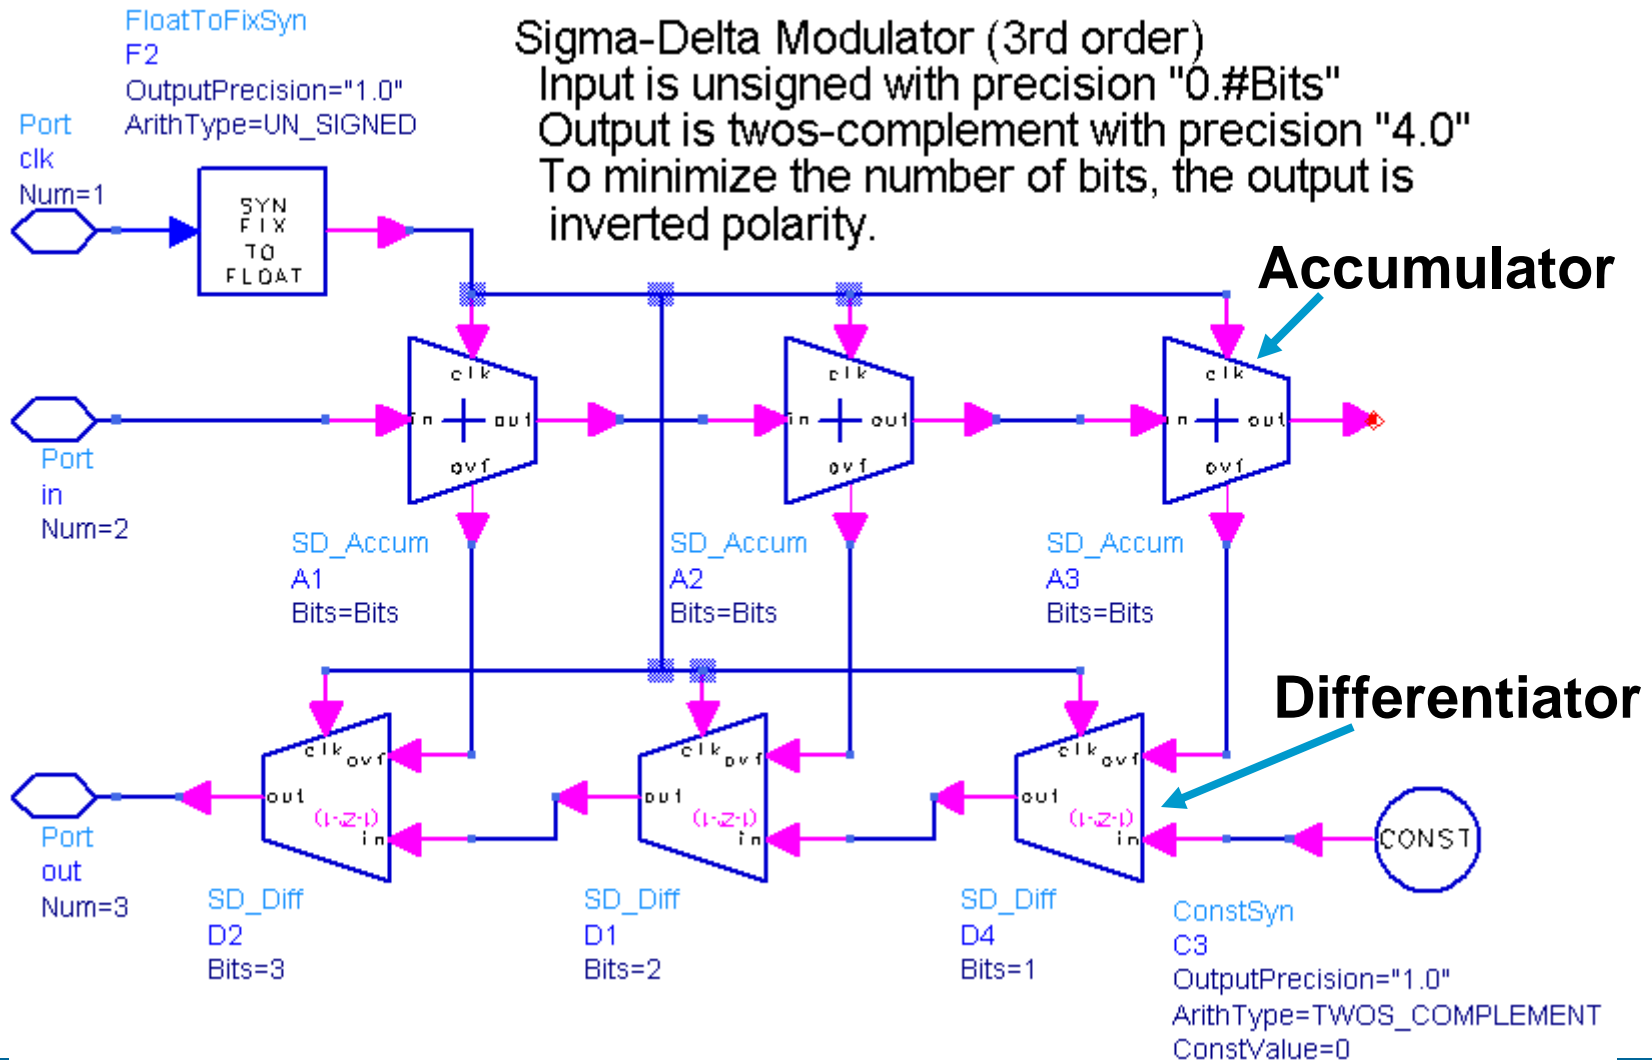 FloatToFixSyn
F2
OutputPrecision="1.0"
ArithType=UN_SIGNED
Sigma-Delta Modulator (3rd order)
Input is unsigned with precision "0.#Bits"
Output is twos-complement with precision "4.0"
To minimize the number of bits, the output is
inverted polarity.
Port
clk
Num=1
SYN
FIX
TO
FLOAT
Accumulator
clk
in
out
ovf
clk
in
out
ovf
clk
in
out
ovf
Port
in
Num=2
SD_Accum
A1
Bits=Bits
SD_Accum
A2
Bits=Bits
SD_Accum
A3
Bits=Bits
Differentiator
clk
ovf
out
(1-Z-1)
in
clk
ovf
out
(1-Z-1)
in
clk
ovf
out
(1-Z-1)
in
CONST
Port
out
Num=3
SD_Diff
D2
Bits=3
SD_Diff
D1
Bits=2
SD_Diff
D4
Bits=1
ConstSyn
C3
OutputPrecision="1.0"
ArithType=TWOS_COMPLEMENT
ConstValue=0